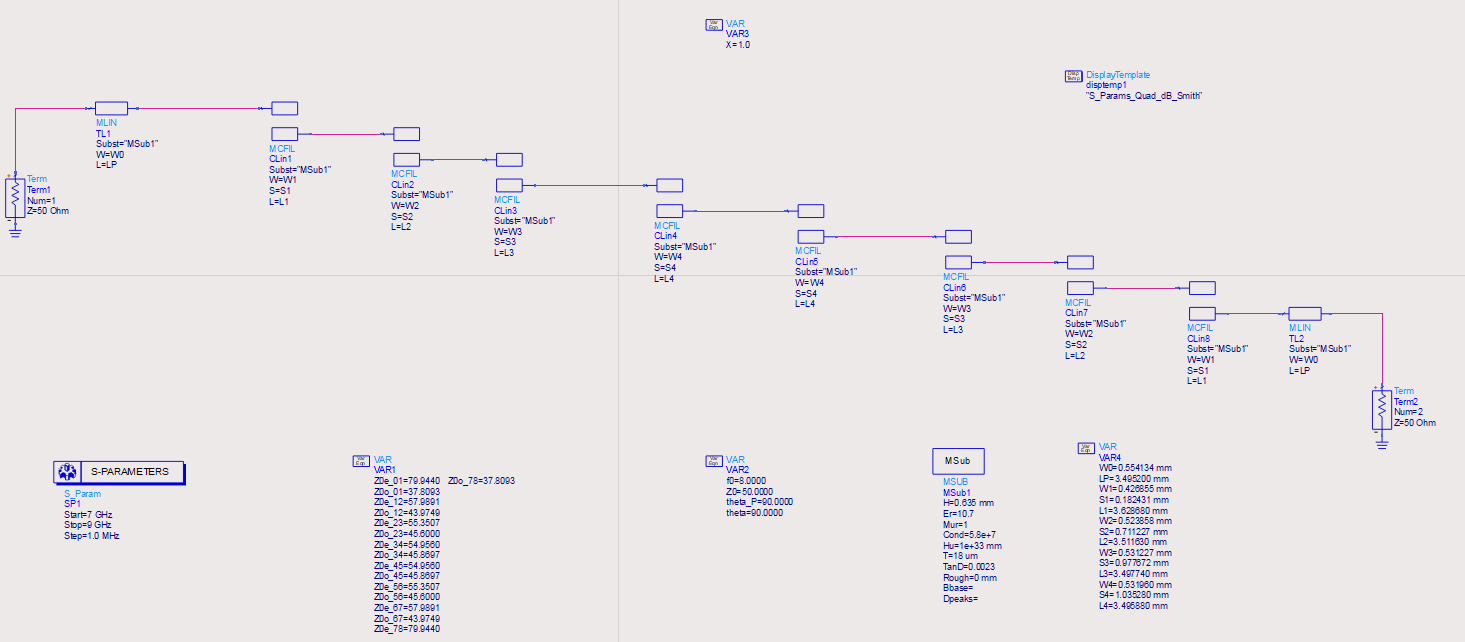 VAR
VAR3
X=1.0
DisplayTemplate
disptemp1
"S_Params_Quad_dB_Smith"
MLIN
TL1
Subst="MSub1"
W=W0
L=LP
Term
Term1
Num=1
Z=50 Ohm
MCFIL
CLin1
Subst="MSub1"
W=W1
S=S1
L=L1
MCFIL
CLin2
Subst="MSub1"
W=W2
S=S2
L=L2
MCFIL
CLin3
Subst="MSub1"
W=W3
S=S3
L=L3
MCFIL
CLin4
Subst="MSub1"
W=W4
S=S4
L=L4
MCFIL
CLin5
Subst="MSub1"
W=W4
S=S4
L=L4
MCFIL
CLin6
Subst="MSub1"
W=W3
S=S3
L=L3
MCFIL
CLin7
Subst="MSub1"
W=W2
S=S2
L=L2
MCFIL
CLin8
Subst="MSub1"
W=W1
S=S1
L=L1
MLIN
TL2
Subst="MSub1"
W=W0
L=LP
Term
Term2
Num=2
Z=50 Ohm
S-PARAMETERS
S_Param
SP1
Start=7 GHz
Stop=9 GHz
Step=1.0 MHz
VAR
VAR1
Z0e_01=79.9440 Z0o_78=37.8093
Z0o_01=37.8093
Z0e_12=57.9891
Z0o_12=43.9749
Z0e_23=55.3507
Z0o_23=45.6000
Z0e_34=54.9560
Z0o_34=45.8697
Z0e_45=54.9560
Z0o_45=45.8697
Z0e_56=55.3507
Z0o_56=45.6000
Z0e_67=57.9891
Z0o_67=43.9749
Z0e_78=79.9440
VAR
VAR2
f0=8.0000
Z0=50.0000
theta_P=90.0000
theta=90.0000
MSub
MSUB
MSub1
H=0.635 mm
Er=10.7
Mur=1
Cond=5.8e+7
Hu=1e+33 mm
T=18 um
TanD=0.0023
Rough=0 mm
Bbase=
Dpeaks=
VAR
VAR4
W0=0.554134 mm
LP=3.495200 mm
W1=0.426855 mm
S1=0.182431 mm
L1=3.628680 mm
W2=0.523858 mm
S2=0.711227 mm
L2=3.511630 mm
W3=0.531227 mm
S3=0.977672 mm
L3=3.497740 mm
W4=0.531960 mm
S4=1.035280 mm
L4=3.495880 mm